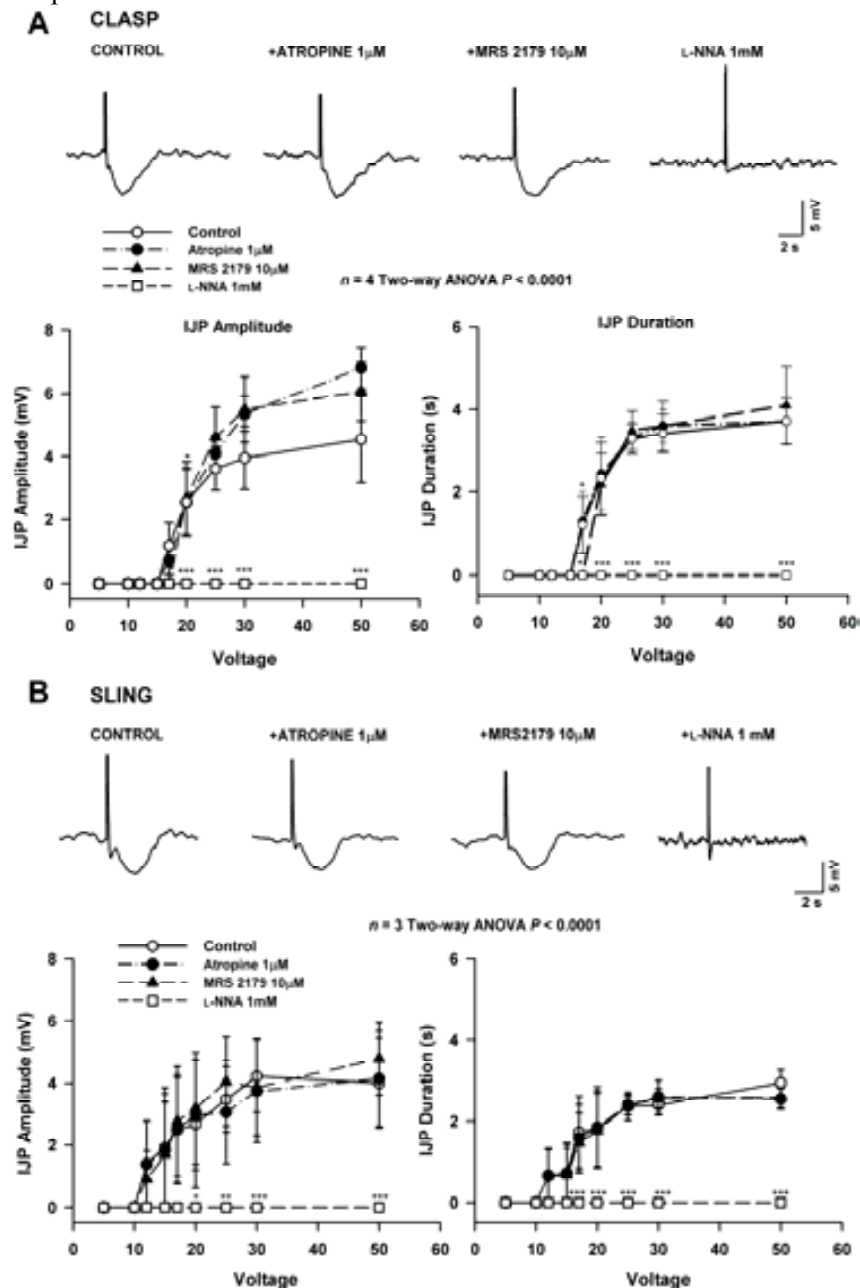 A CLASP
CONTROL +ATROPINE 1µM +MRS 2179 10µM L-NNA 1mM
5 mV
2 s
Control
Atropine 1µM
MRS 2179 10µM
L-NNA 1mM
n = 4 Two-way ANOVA P < 0.0001
IJP Amplitude
IJP Amplitude (mV)
8
6
4
2
0
* *** *** *** ***
0 10 20 30 40 50 60
Voltage
IJP Duration
IJP Duration (s)
6
4
2
0
* * *** *** *** ***
0 10 20 30 40 50 60
Voltage
B SLING
CONTROL +ATROPINE 1µM +MRS2179 10µM +L-NNA 1 mM
5 mV
2 s
n = 3 Two-way ANOVA P < 0.0001
Control
Atropine 1µM
MRS 2179 10µM
L-NNA 1mM
IJP Amplitude (mV)
8
6
4
2
0
* ** *** ***
0 10 20 30 40 50 60
Voltage
IJP Duration (s)
6
4
2
0
*** *** *** *** ***
0 10 20 30 40 50 60
Voltage